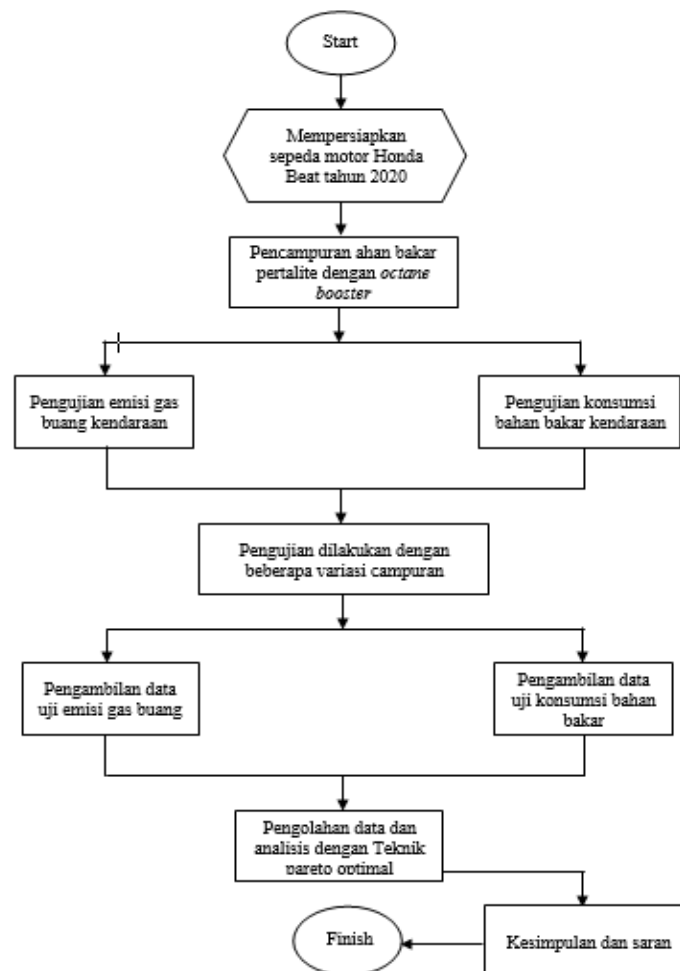 Start
Mempersiapkan
sepeda motor Honda
Beat tahun 2020
Pencampuran ahan bakar
pertalite dengan octane
booster
Pengujian emisi gas
buang kendaraan
Pengujian konsumsi
bahan bakar kendaraan
Pengujian dilakukan dengan
beberapa variasi campuran
Pengambilan data
uji emisi gas buang
Pengambilan data
uji konsumsi bahan
bakar
Pengolahan data dan
analisis dengan Teknik
pareto optimal
Kesimpulan dan saran
Finish